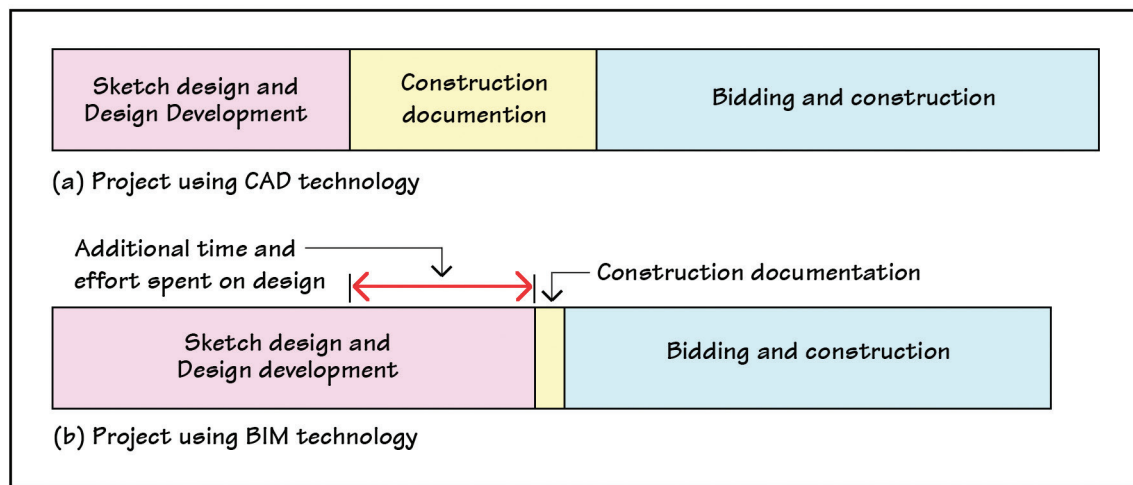 Sketch design and
Design Development
Construction
documention
Bidding and construction
(a) Project using CAD technology
Additional time and
effort spent on design
Construction documentation
Sketch design and
Design development
Bidding and construction
(b) Project using BIM technology